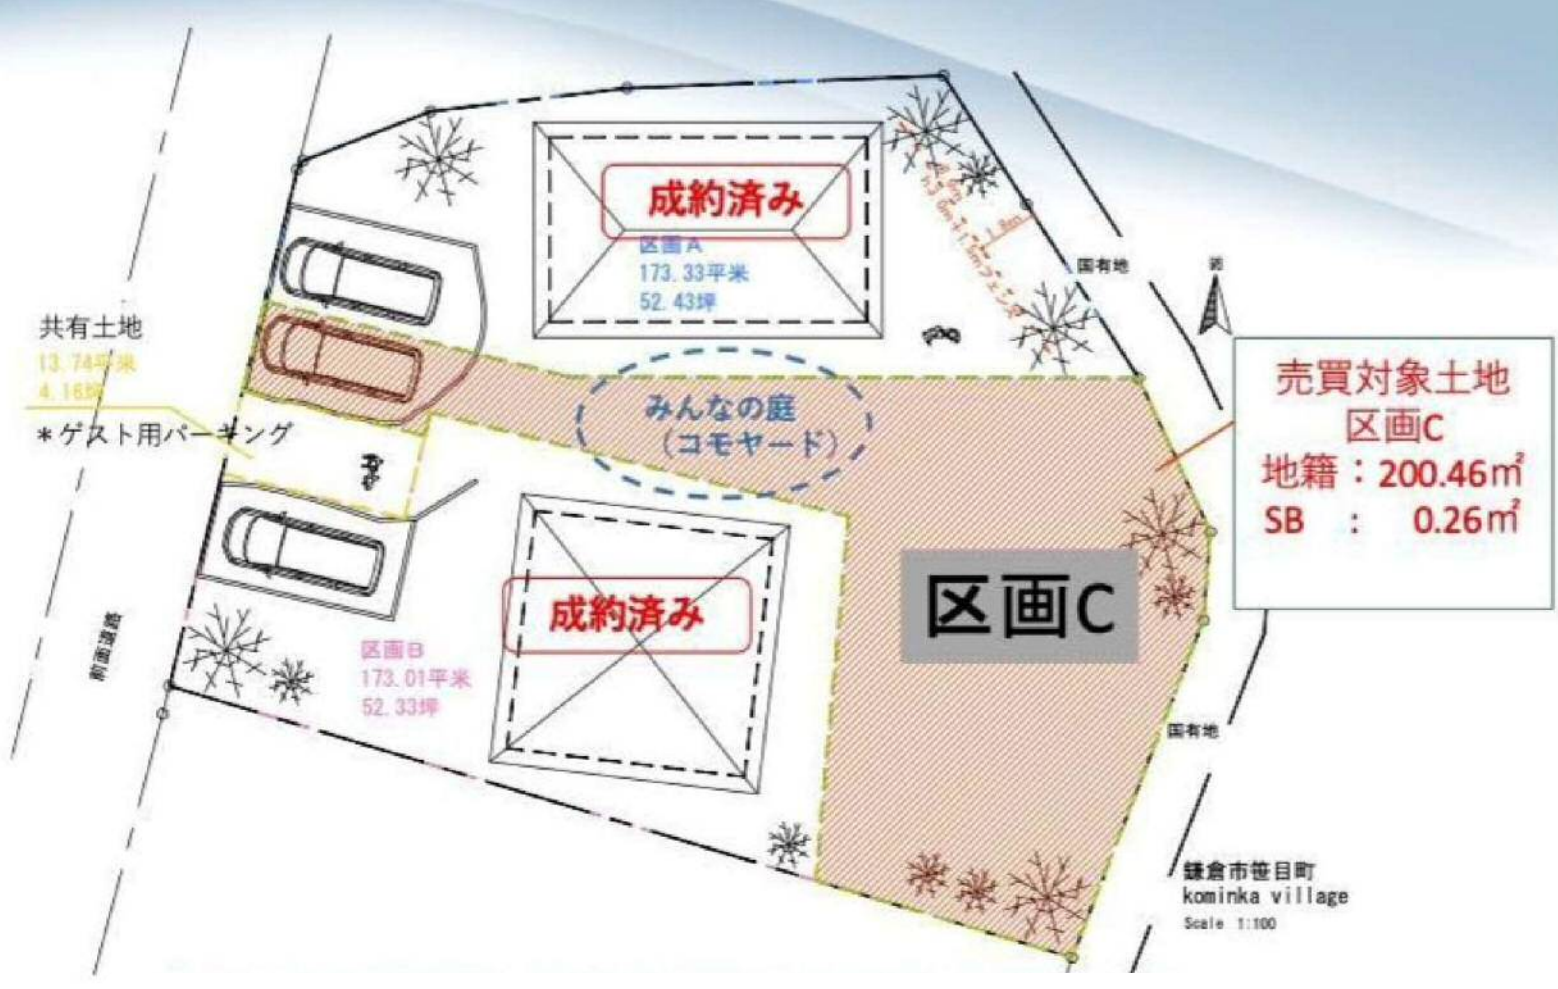 成約済み
区画A
173.33平米
52.43坪
1.8m
国有地
共有土地
13.74平米
4.16坪
*ゲスト用パーキング
みんなの庭
(コモヤード)
売買対象土地
区画C
地籍：200.46㎡
SB ： 0.26㎡
区画C
成約済み
区画B
173.01平米
52.33坪
前面道路
国有地
鎌倉市笹目町
kominka village
Scale 1:100